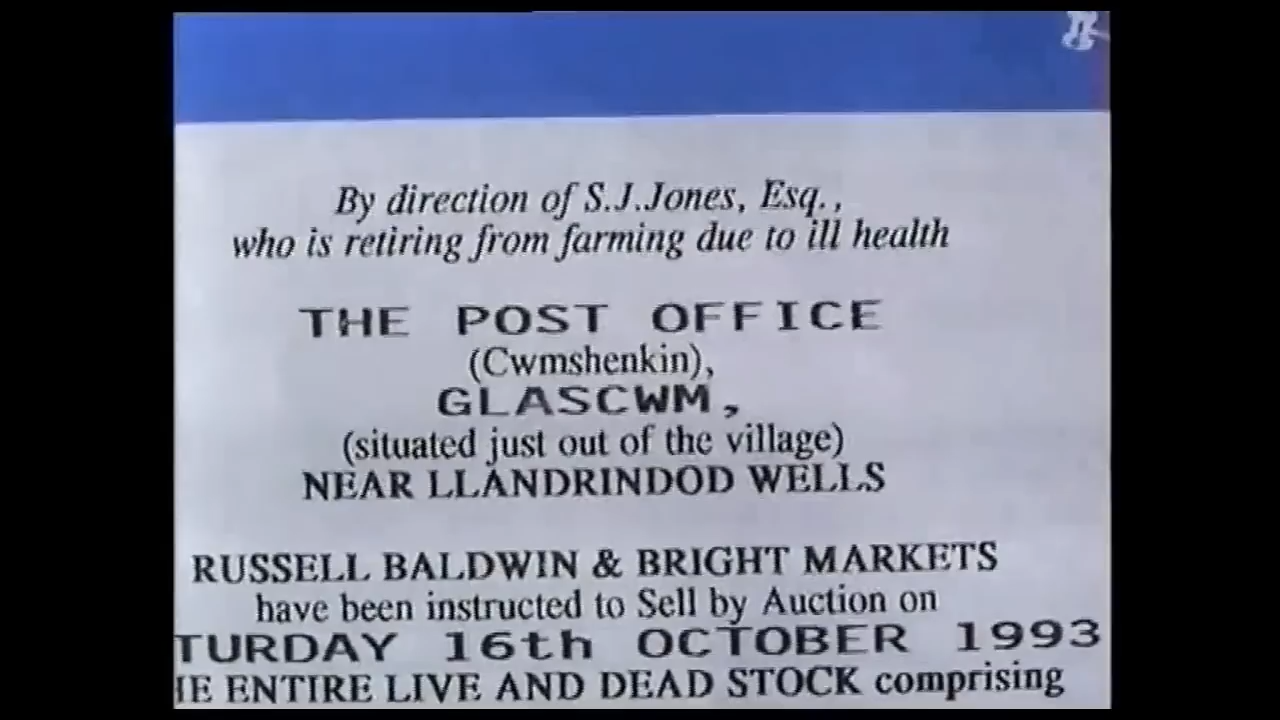 By direction of S.J.Jones, Esq.,
who is retiring from farming due to ill health
THE POST OFFICE
(Cwmshenkin),
GLASCWM,
(situated just out of the village)
NEAR LLANDRINDOD WELLS
RUSSELL BALDWIN & BRIGHT MARKETS
have been instructed to Sell by Auction on
TURDAY 16th OCTOBER 1993
IE ENTIRE LIVE AND DEAD STOCK comprising